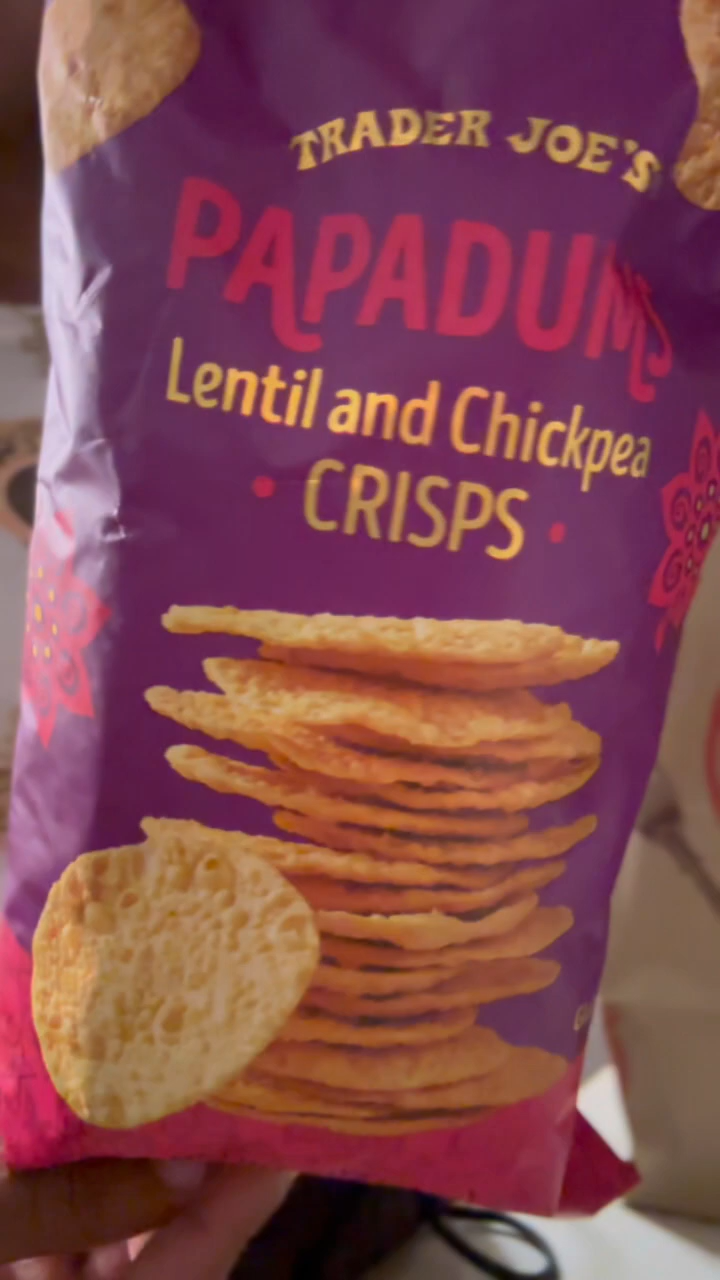 TRADER JOE'S
PAPADUMS
Lentil and Chickpea
• CRISPS •